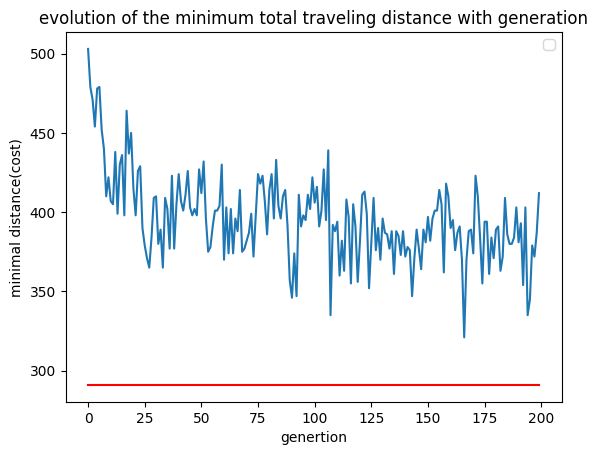 evolution of the minimum total traveling distance with generation
minimal distance(cost)
500
450
400
350
300
0 25 50 75 100 125 150 175 200
genertion